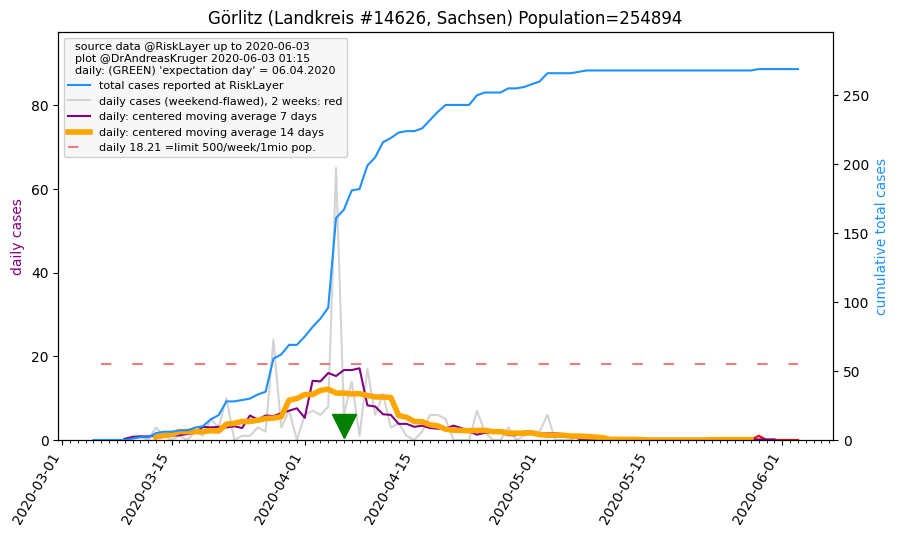 Görlitz (Landkreis #14626, Sachsen) Population=254894
source data @RiskLayer up to 2020-06-03
plot @DrAndreasKruger 2020-06-03 01:15
daily: (GREEN) 'expectation day' = 06.04.2020
total cases reported at RiskLayer
daily cases (weekend-flawed), 2 weeks: red
daily: centered moving average 7 days
daily: centered moving average 14 days
daily 18.21 =limit 500/week/1mio pop.
daily cases
80
60
40
20
0
cumulative total cases
250
200
150
100
50
0
2020-03-01
2020-03-15
2020-04-01
2020-04-15
2020-05-01
2020-05-15
2020-06-01